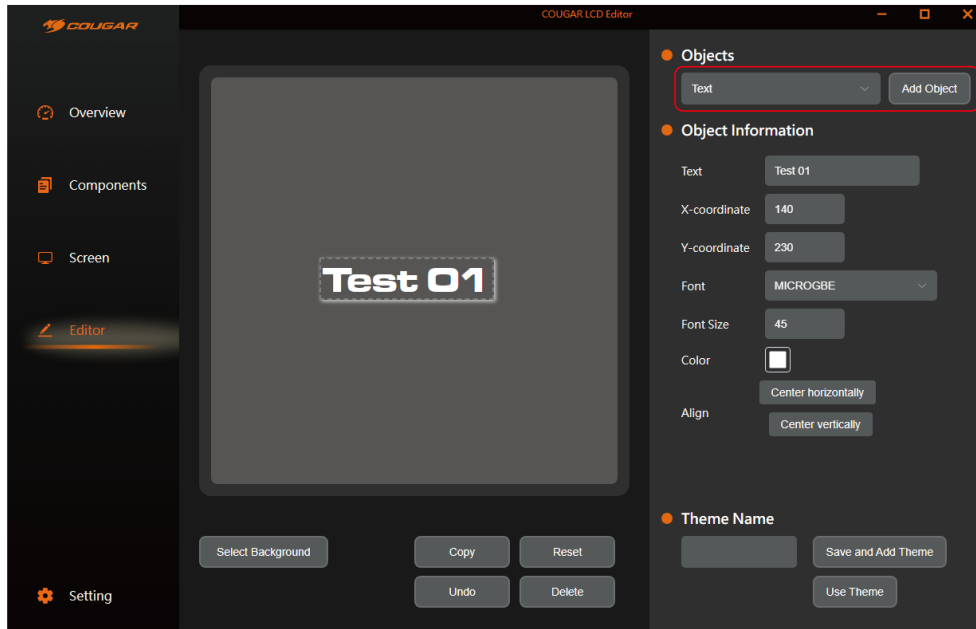 COUGAR
COUGAR LCD Editor
Overview
Components
Screen
Editor
Setting
Test 01
Select Background
Copy
Reset
Undo
Delete
Objects
Text
Add Object
Object Information
Text
Test 01
X-coordinate
140
Y-coordinate
230
Font
MICROGBE
Font Size
45
Color
Align
Center horizontally
Center vertically
Theme Name
Save and Add Theme
Use Theme